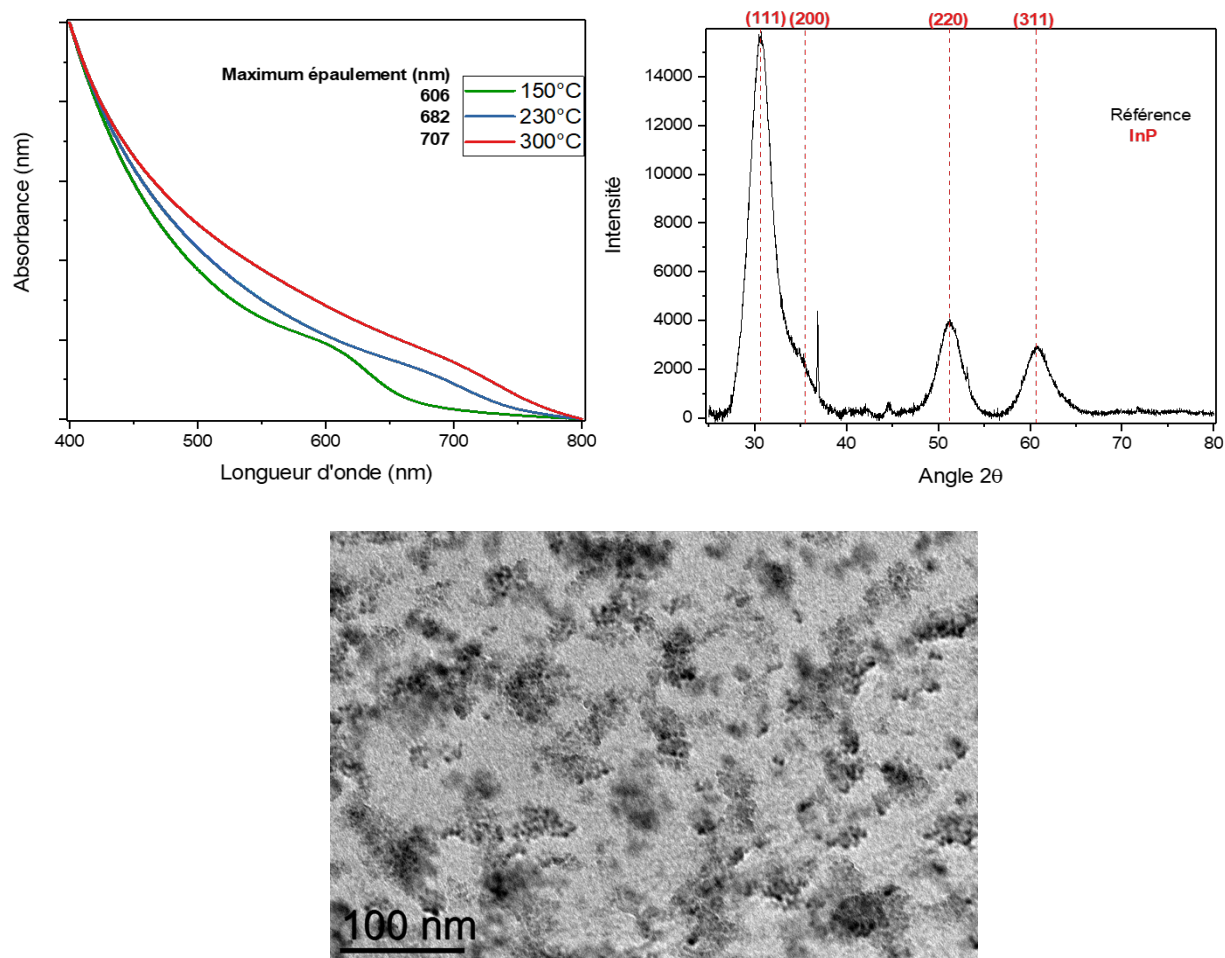 Maximum épaulement (nm)
606
682
707
150°C
230°C
300°C
Absorbance (nm)
400
500
600
700
800
Longueur d'onde (nm)
(111)
(200)
(220)
(311)
14000
12000
10000
8000
6000
4000
2000
0
Intensité
Référence
InP
30
40
50
60
70
80
Angle 2θ
100 nm